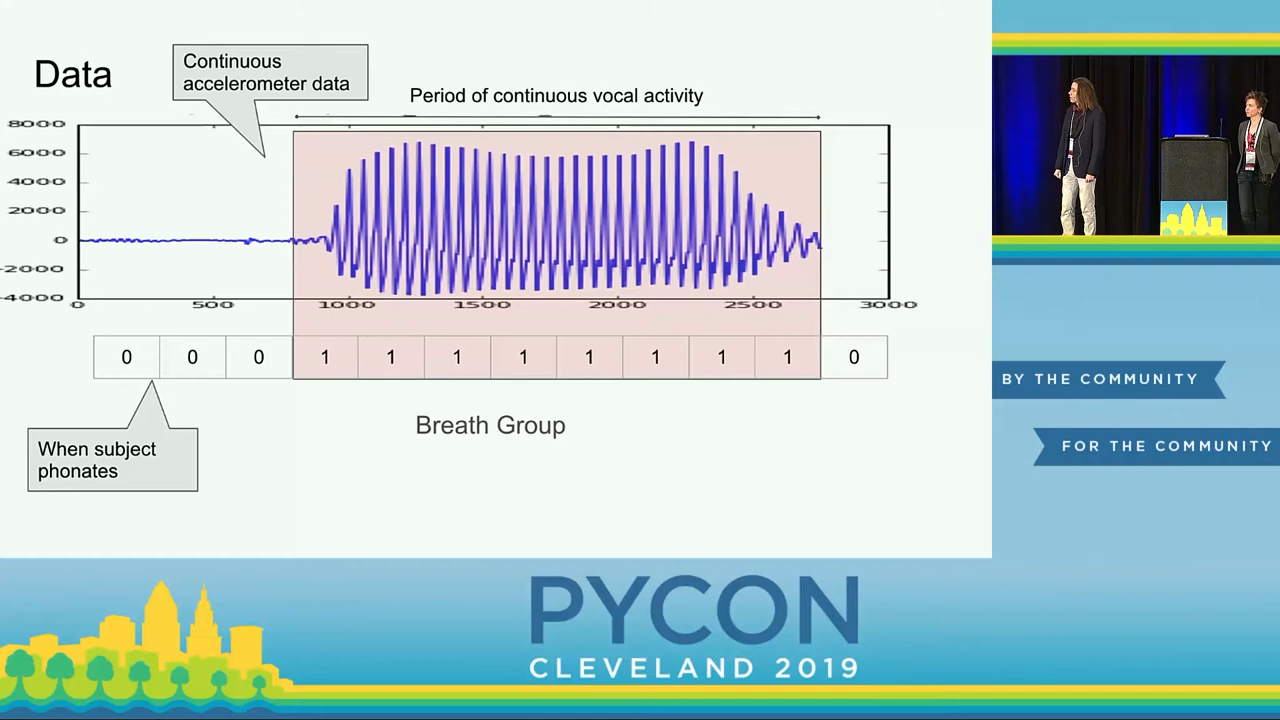 Data
Continuous
accelerometer data
Period of continuous vocal activity
8000
6000
4000
2000
0
-2000
-4000
0 500 1000 1500 2000 2500 3000
0 0 0 1 1 1 1 1 1 1 1 0
When subject
phonates
Breath Group
BY THE COMMUNITY
FOR THE COMMUNITY
PYCON
CLEVELAND 2019